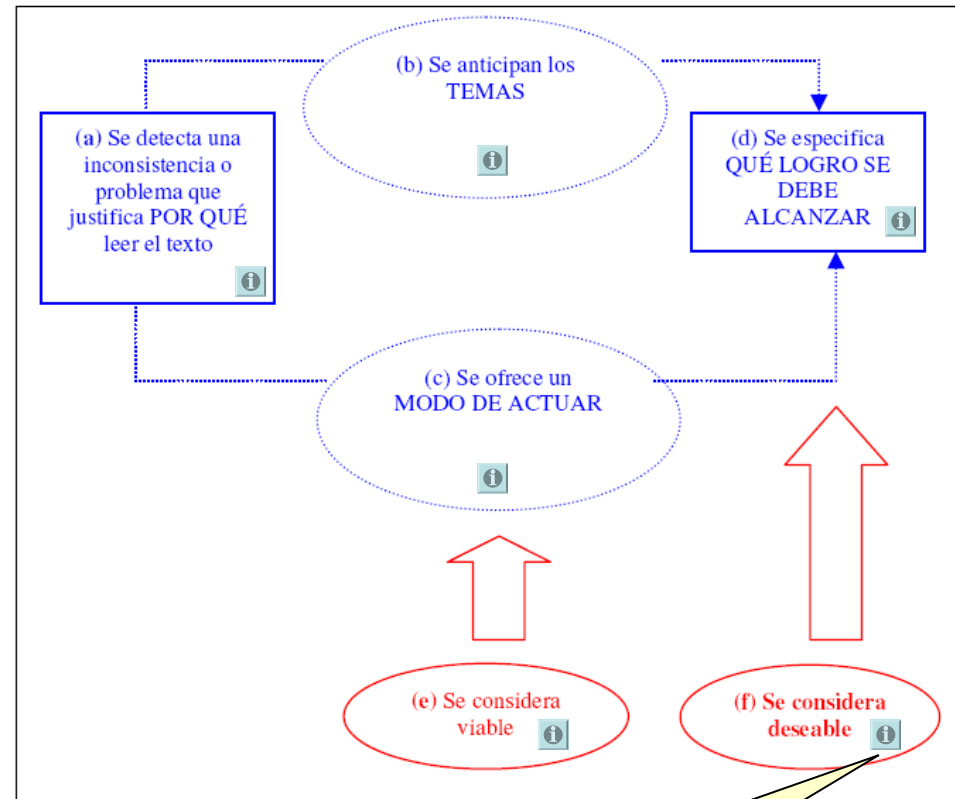 (b) Se anticipan los
TEMAS
(a) Se detecta una
inconsistencia o
problema que
justifica POR QUÉ
leer el texto
(d) Se especifica
QUÉ LOGRO SE
DEBE
ALCANZAR
(c) Se ofrece un
MODO DE ACTUAR
(e) Se considera
viable
(f) Se considera
deseable